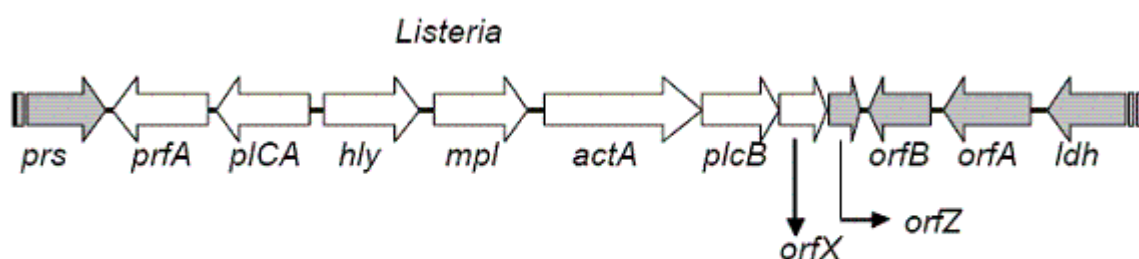 Listeria
prs prfA plCA hly mpl actA plcB orfB orfA ldh
orfZ
orfX